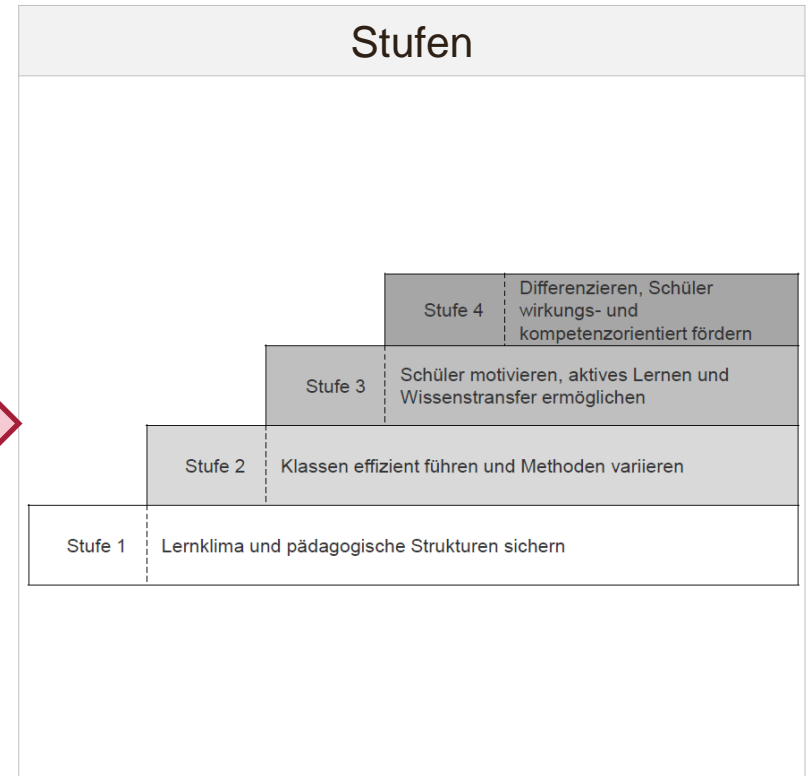 Stufen
Stufe 4
Differenzieren, Schüler
wirkungs- und
kompetenzorientiert fördern
Stufe 3
Schüler motivieren, aktives Lernen und
Wissenstransfer ermöglichen
Stufe 2
Klassen effizient führen und Methoden variieren
Stufe 1
Lernklima und pädagogische Strukturen sichern